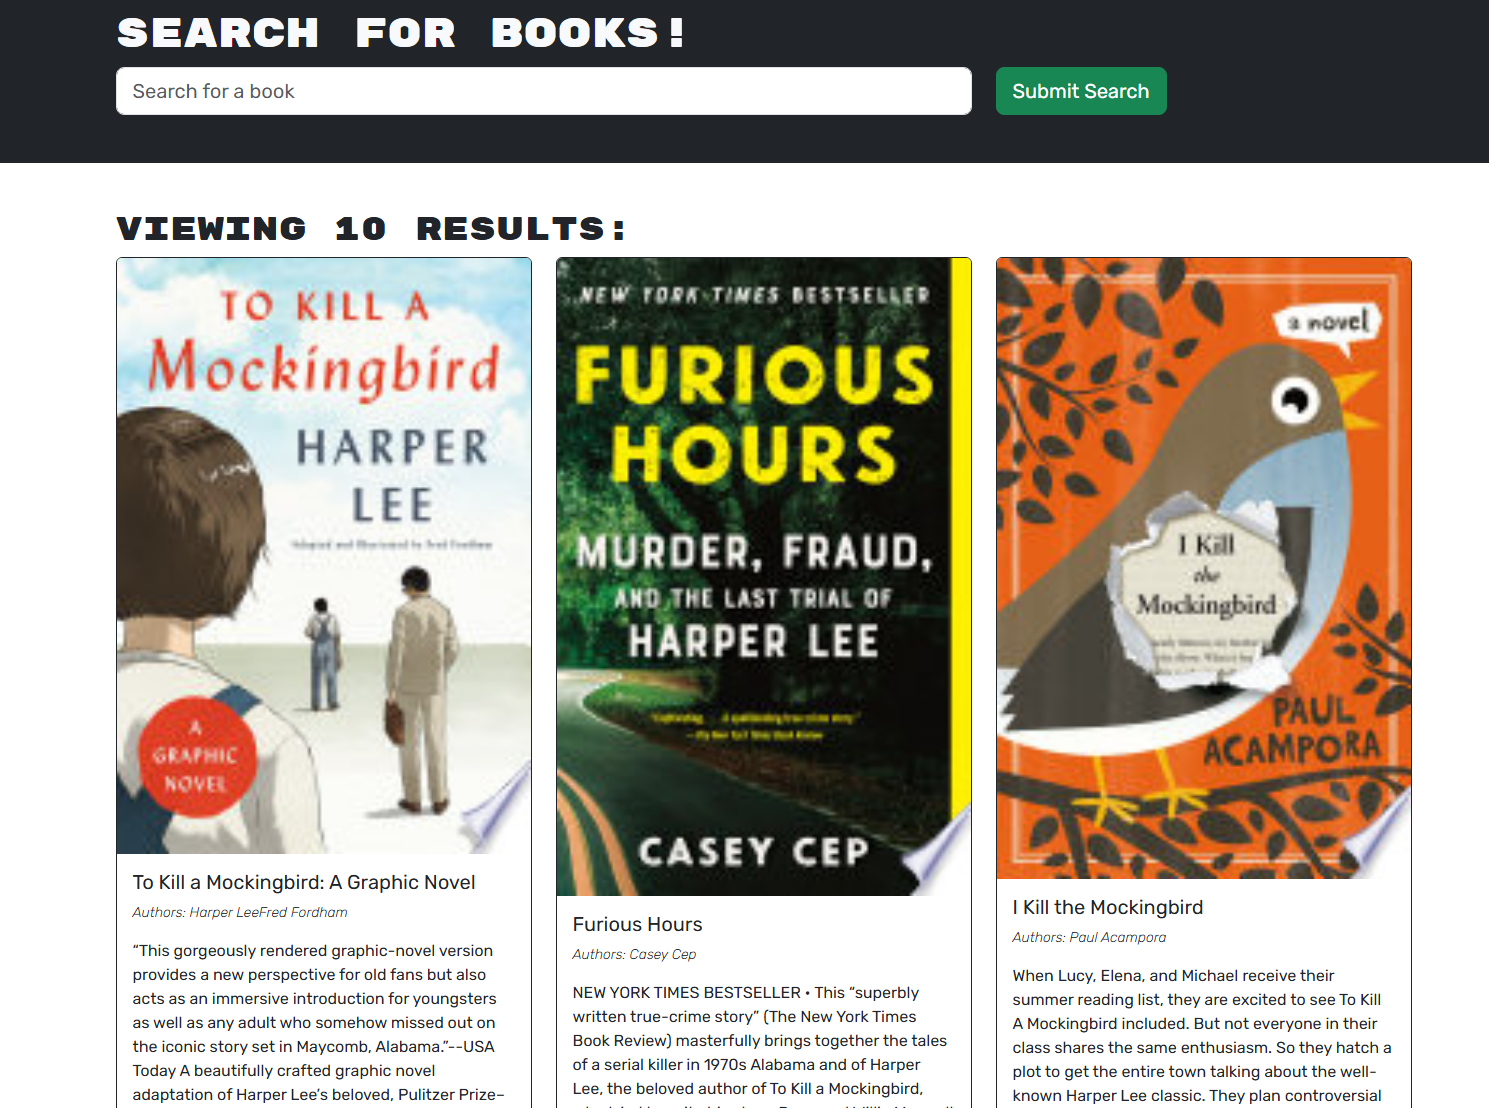 SEARCH FOR BOOKS!
Search for a book
Submit Search
VIEWING 10 RESULTS:
TO KILL A
Mockingbird
HARPER
LEE
Adapted and Illustrated by Fred Fordham
A
GRAPHIC
NOVEL
To Kill a Mockingbird: A Graphic Novel
Authors: Harper LeeFred Fordham
“This gorgeously rendered graphic-novel version
provides a new perspective for old fans but also
acts as an immersive introduction for youngsters
as well as any adult who somehow missed out on
the iconic story set in Maycomb, Alabama.”--USA
Today A beautifully crafted graphic novel
adaptation of Harper Lee’s beloved, Pulitzer Prize–
NEW YORK TIMES BESTSELLER
FURIOUS
HOURS
MURDER, FRAUD,
AND THE LAST TRIAL OF
HARPER LEE
CASEY CEP
Furious Hours
Authors: Casey Cep
NEW YORK TIMES BESTSELLER • This “superbly
written true-crime story” (The New York Times
Book Review) masterfully brings together the tales
of a serial killer in 1970s Alabama and of Harper
Lee, the beloved author of To Kill a Mockingbird,
a novel
I Kill
the
Mockingbird
PAUL
ACAMPORA
I Kill the Mockingbird
Authors: Paul Acampora
When Lucy, Elena, and Michael receive their
summer reading list, they are excited to see To Kill
A Mockingbird included. But not everyone in their
class shares the same enthusiasm. So they hatch a
plot to get the entire town talking about the well-
known Harper Lee classic. They plan controversial